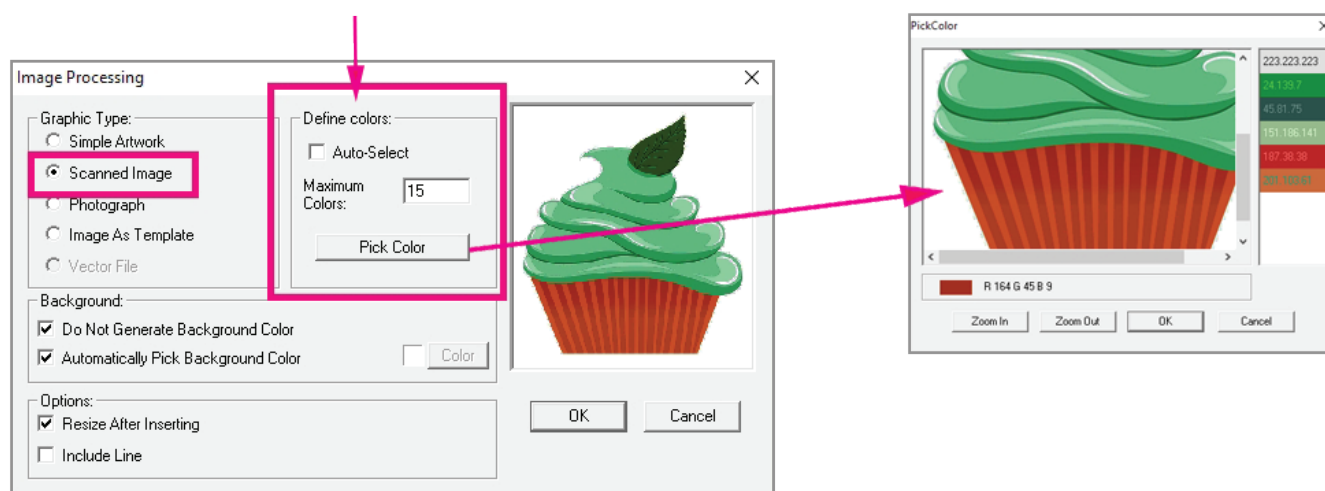 Image Processing
Graphic Type:
Simple Artwork
Scanned Image
Photograph
Image As Template
Vector File
Define colors:
Auto-Select
Maximum
Colors:
15
Pick Color
Background:
Do Not Generate Background Color
Automatically Pick Background Color
Color
Options:
Resize After Inserting
Include Line
OK
Cancel
PickColor
223.223.223
24.139.7
45.81.75
151.186.141
187.38.38
201.103.61
R 164 G 45 B 9
Zoom In
Zoom Out
OK
Cancel